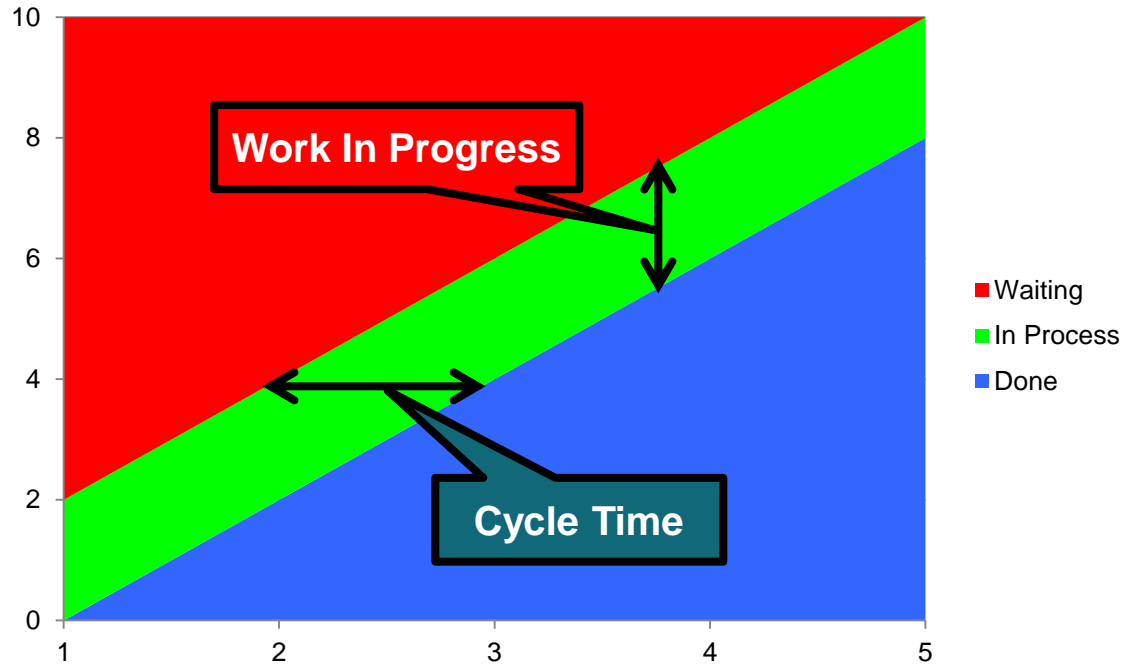 10
8
6
4
2
0
1 2 3 4 5
Work In Progress
Cycle Time
Waiting
In Process
Done